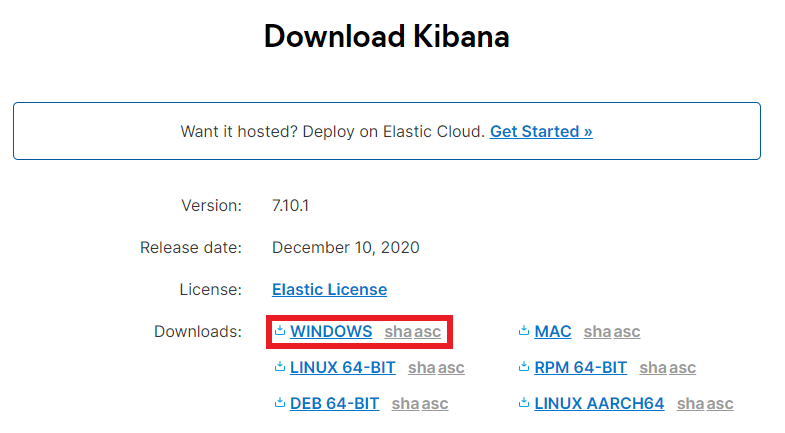 Download Kibana
Want it hosted? Deploy on Elastic Cloud. Get Started »
Version: 7.10.1
Release date: December 10, 2020
License: Elastic License
Downloads: WINDOWS sha asc MAC sha asc
LINUX 64-BIT sha asc RPM 64-BIT sha asc
DEB 64-BIT sha asc LINUX AARCH64 sha asc